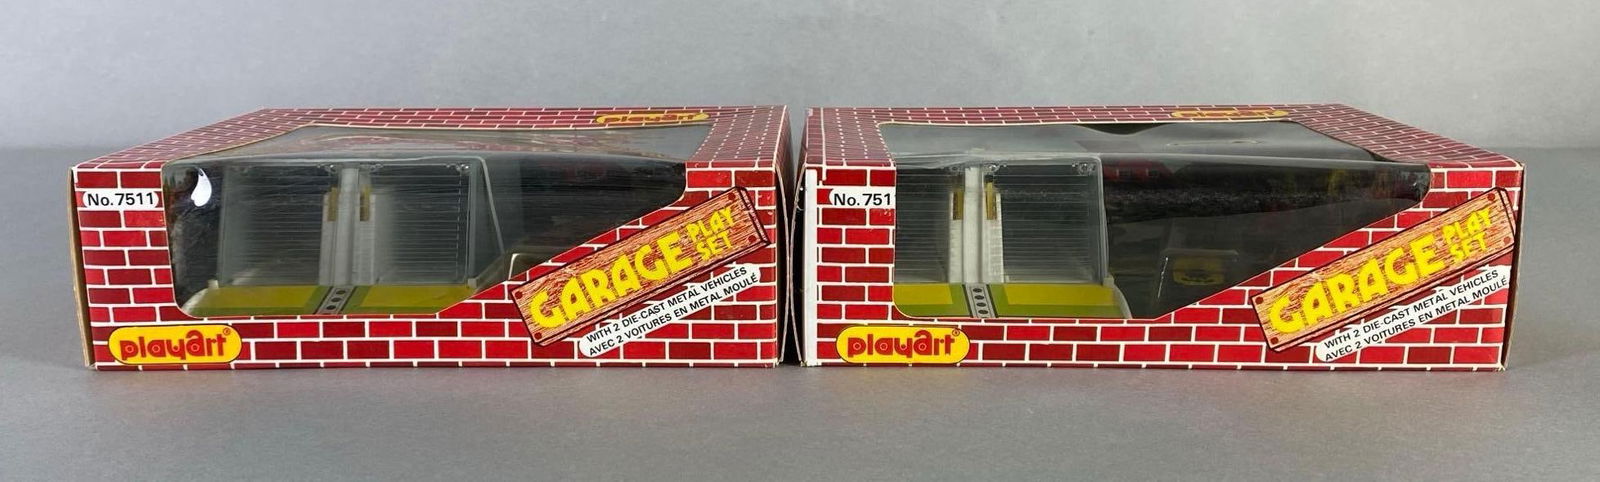 playart
No. 7511
GARAGE PLAY SET
WITH 2 DIE-CAST METAL VEHICLES
AVEC 2 VOITURES EN METAL MOULÉ
playart®
playart
No. 751
GARAGE PLAY SET
WITH 2 DIE-CAST METAL VEHICLES
AVEC 2 VOITURES EN METAL MOULÉ
playart®